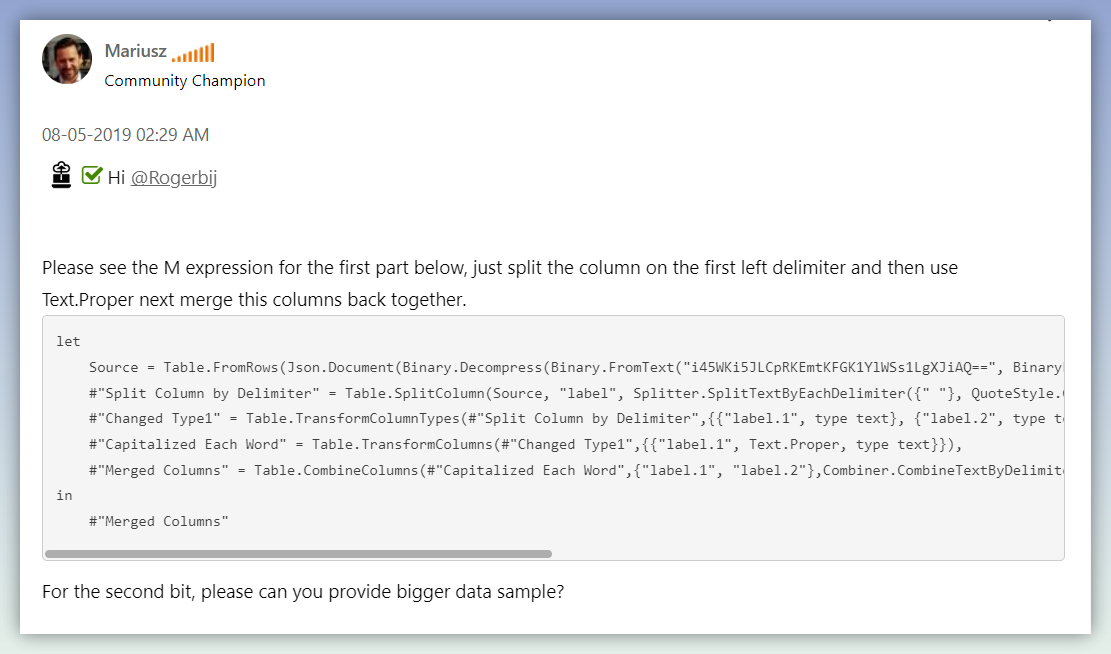 Mariusz
Community Champion
08-05-2019 02:29 AM
Hi @Rogerbij
Please see the M expression for the first part below, just split the column on the first left delimiter and then use
Text.Proper next merge this columns back together.
let
    Source = Table.FromRows(Json.Document(Binary.Decompress(Binary.FromText("i45WKi5JLCpRKEmtKFGK1YlWSs1LgXJiAQ==", Binary
    #"Split Column by Delimiter" = Table.SplitColumn(Source, "label", Splitter.SplitTextByEachDelimiter({" "}, QuoteStyle.
    #"Changed Type1" = Table.TransformColumnTypes(#"Split Column by Delimiter",{{"label.1", type text}, {"label.2", type t
    #"Capitalized Each Word" = Table.TransformColumns(#"Changed Type1",{{"label.1", Text.Proper, type text}}),
    #"Merged Columns" = Table.CombineColumns(#"Capitalized Each Word",{"label.1", "label.2"},Combiner.CombineTextByDelimit
in
    #"Merged Columns"
For the second bit, please can you provide bigger data sample?